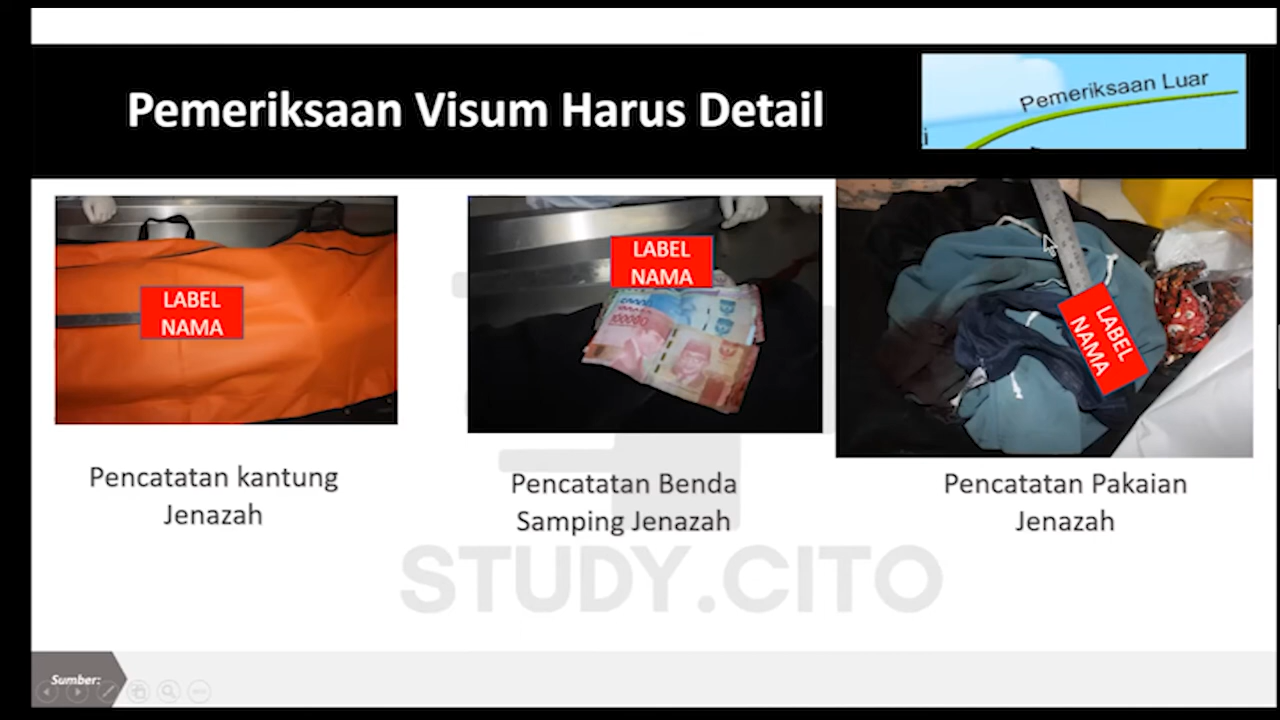 Pemeriksaan Visum Harus Detail
Pemeriksaan Luar
i
LABEL
NAMA
LABEL
NAMA
100000
LABEL
NAMA
Pencatatan kantung
Jenazah
Pencatatan Benda
Samping Jenazah
Pencatatan Pakaian
Jenazah
STUDY.CITO
Sumber: